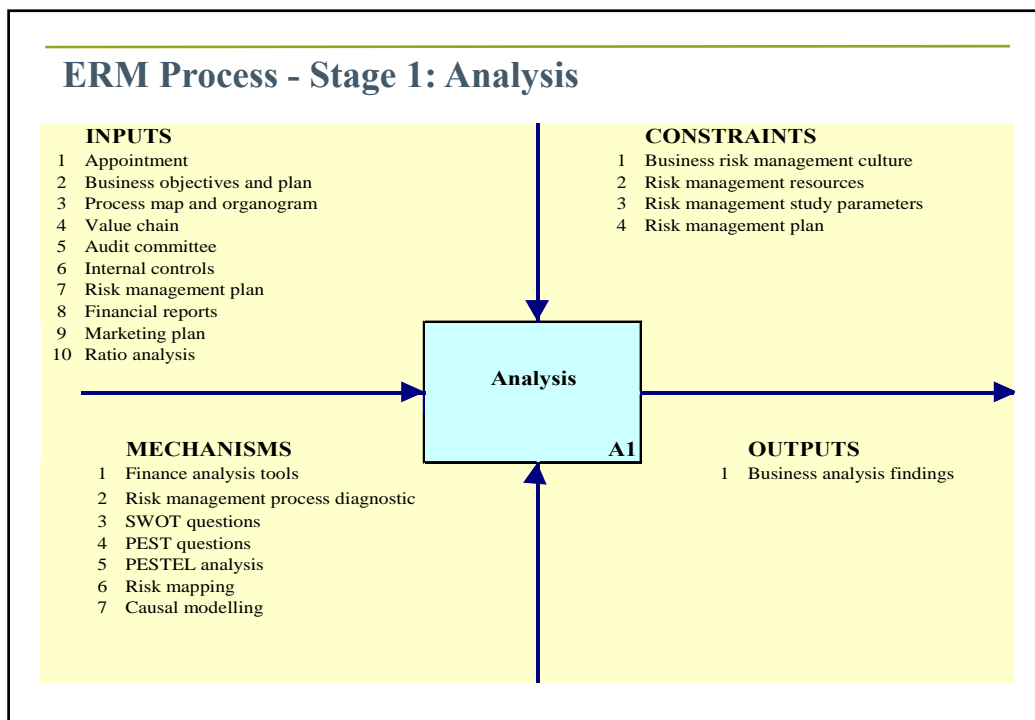 ERM Process - Stage 1: Analysis
INPUTS
1 Appointment
2 Business objectives and plan
3 Process map and organogram
4 Value chain
5 Audit committee
6 Internal controls
7 Risk management plan
8 Financial reports
9 Marketing plan
10 Ratio analysis
CONSTRAINTS
1 Business risk management culture
2 Risk management resources
3 Risk management study parameters
4 Risk management plan
Analysis
A1
MECHANISMS
1 Finance analysis tools
2 Risk management process diagnostic
3 SWOT questions
4 PEST questions
5 PESTEL analysis
6 Risk mapping
7 Causal modelling
OUTPUTS
1 Business analysis findings